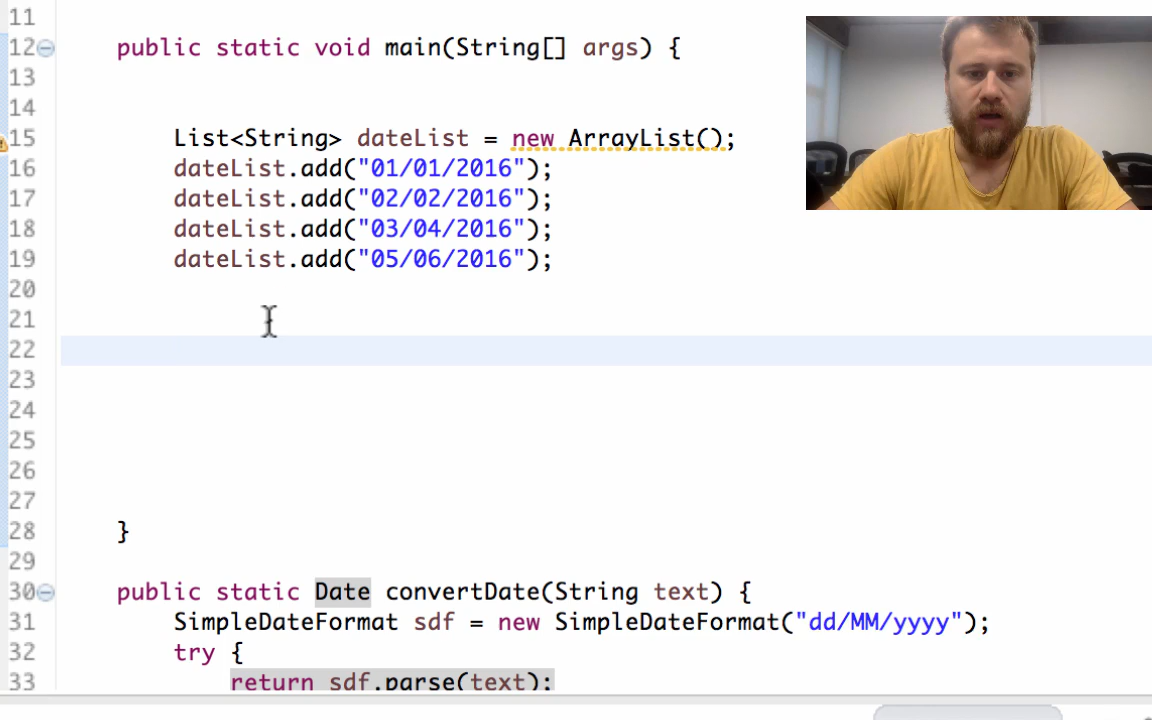 11
12 public static void main(String[] args) {
13
14
15 List<String> dateList = new ArrayList();
16 dateList.add("01/01/2016");
17 dateList.add("02/02/2016");
18 dateList.add("03/04/2016");
19 dateList.add("05/06/2016");
20
21
22
23
24
25
26
27
28 }
29
30 public static Date convertDate(String text) {
31 SimpleDateFormat sdf = new SimpleDateFormat("dd/MM/yyyy");
32 try {
33 return sdf.parse(text);